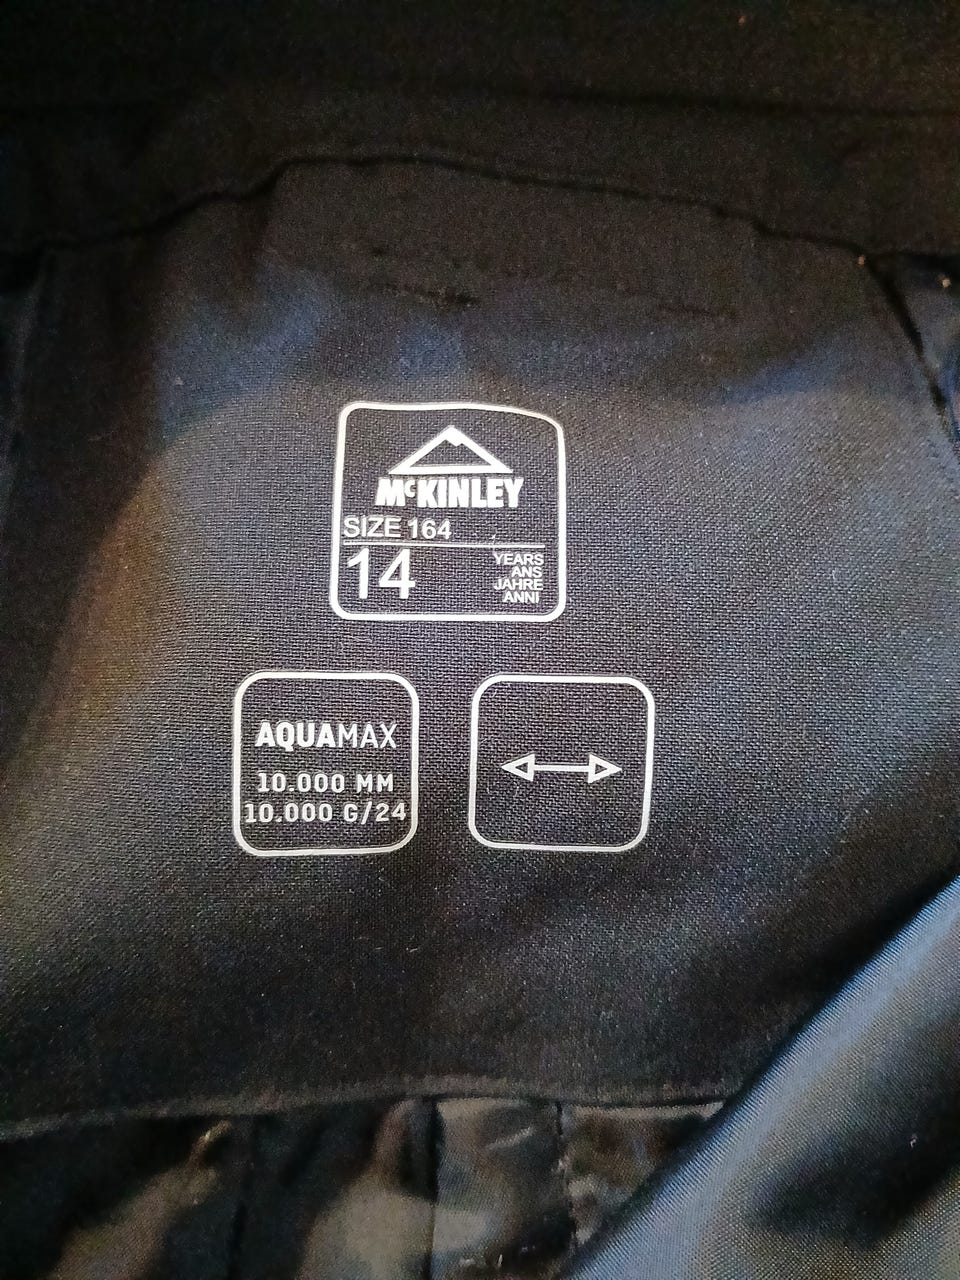 McKINLEY
SIZE 164
14
YEARS
ANS
JAHRE
ANNI
AQUAMAX
10.000 MM
10.000 G/24